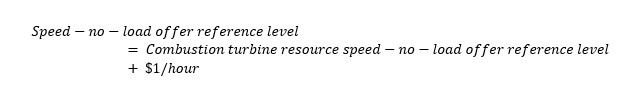 Speed − no − load offer reference level
= Combustion turbine resource speed − no − load offer reference level
+ $1/hour